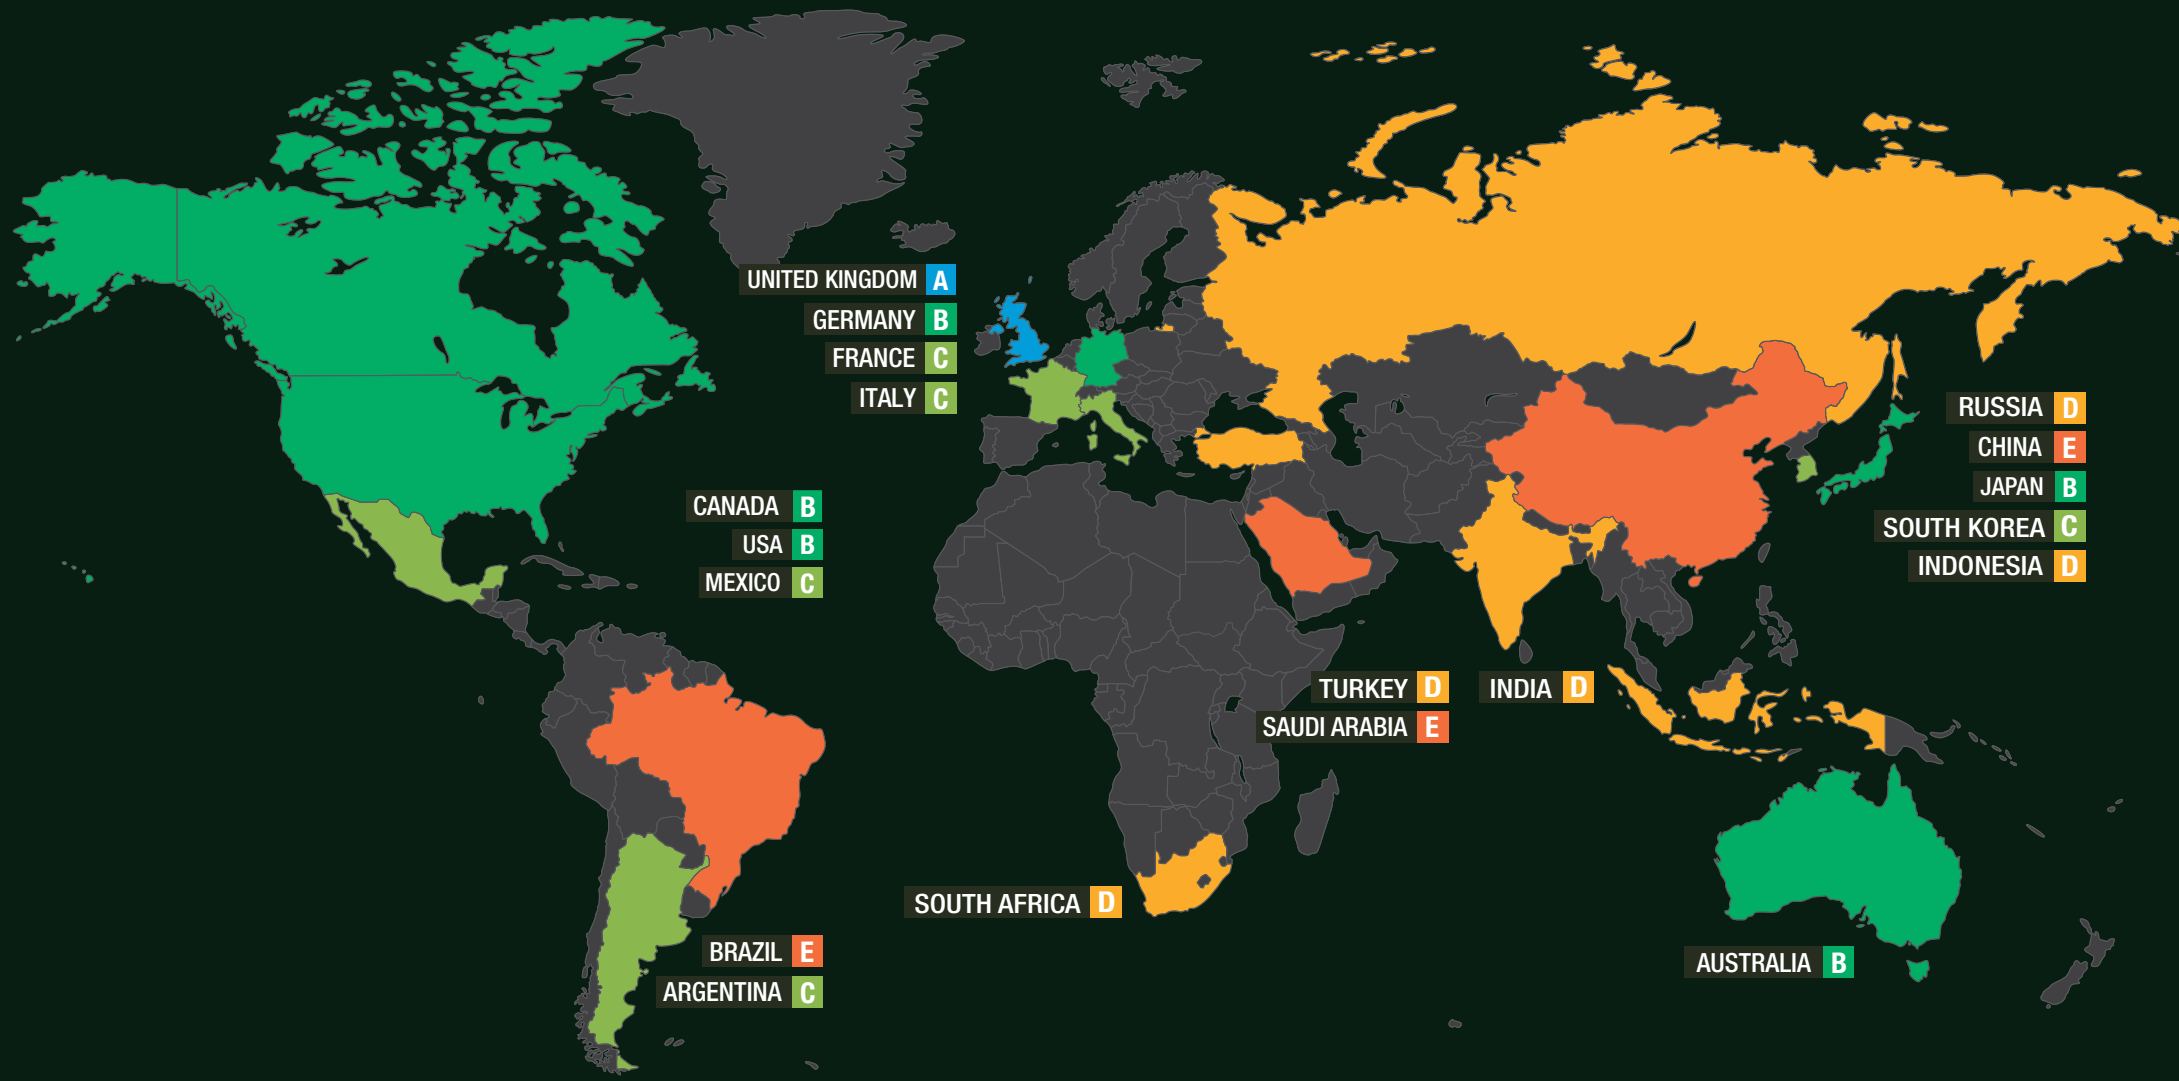 UNITED KINGDOM A
GERMANY B
FRANCE C
ITALY C
RUSSIA D
CHINA E
JAPAN B
SOUTH KOREA C
INDONESIA D
CANADA B
USA B
MEXICO C
TURKEY D
INDIA D
SAUDI ARABIA E
SOUTH AFRICA D
BRAZIL E
ARGENTINA C
AUSTRALIA B